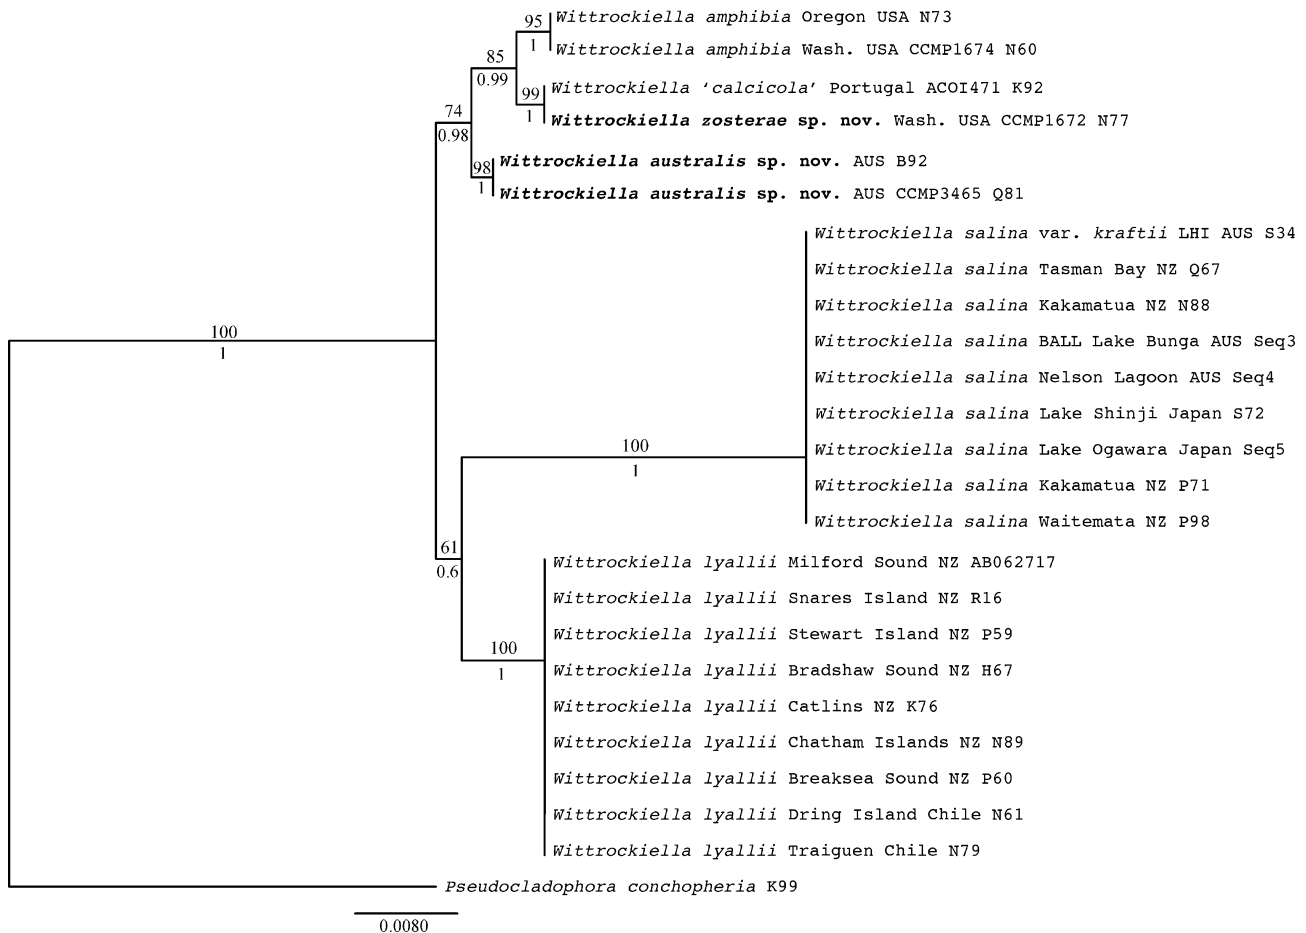 95
Wittrockiella amphibia Oregon USA N73
1
Wittrockiella amphibia Wash. USA CCMP1674 N60
85
0.99
Wittrockiella ‘calcicola’ Portugal ACOI471 K92
99
1
Wittrockiella zosterae sp. nov. Wash. USA CCMP1672 N77
74
0.98
Wittrockiella australis sp. nov. AUS B92
98
1
Wittrockiella australis sp. nov. AUS CCMP3465 Q81
Wittrockiella salina var. kraftii LHI AUS S34
Wittrockiella salina Tasman Bay NZ Q67
Wittrockiella salina Kakamatua NZ N88
100
1
Wittrockiella salina BALL Lake Bunga AUS Seq3
Wittrockiella salina Nelson Lagoon AUS Seq4
Wittrockiella salina Lake Shinji Japan S72
100
1
Wittrockiella salina Lake Ogawara Japan Seq5
Wittrockiella salina Kakamatua NZ P71
Wittrockiella salina Waitemata NZ P98
61
0.6
Wittrockiella lyallii Milford Sound NZ AB062717
Wittrockiella lyallii Snares Island NZ R16
Wittrockiella lyallii Stewart Island NZ P59
100
1
Wittrockiella lyallii Bradshaw Sound NZ H67
Wittrockiella lyallii Catlins NZ K76
Wittrockiella lyallii Chatham Islands NZ N89
Wittrockiella lyallii Breaksea Sound NZ P60
Wittrockiella lyallii Dring Island Chile N61
Wittrockiella lyallii Traiguen Chile N79
Pseudocladophora conchopheria K99
0.0080